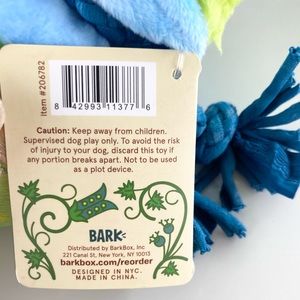 Item #206782
8 42993 11377 6
Caution: Keep away from children.
Supervised dog play only. To avoid the risk
of injury to your dog, discard this toy if
any portion breaks apart. Not to be used
as a plot device.
BARK
Distributed by BarkBox, Inc
221 Canal St, New York, NY 10013
barkbox.com/reorder
DESIGNED IN NYC.
MADE IN CHINA.